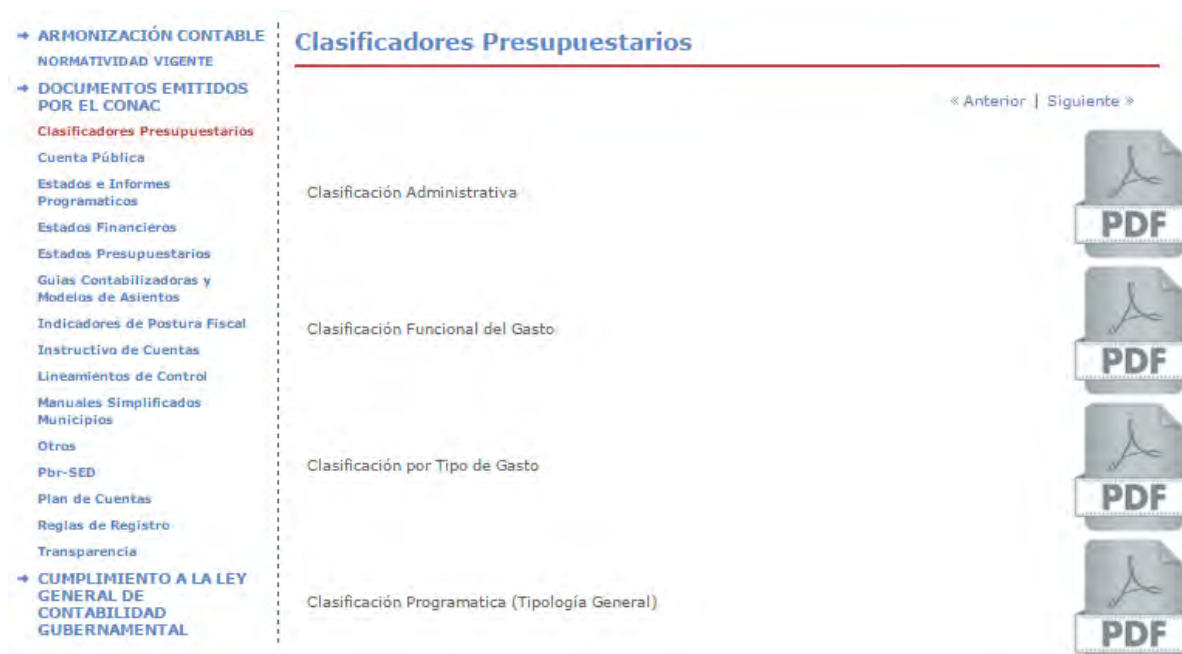 ARMONIZACIÓN CONTABLE
NORMATIVIDAD VIGENTE
DOCUMENTOS EMITIDOS
POR EL CONAC
Clasificadores Presupuestarios
Cuenta Pública
Estados e Informes
Programaticos
Estados Financieros
Estados Presupuestarios
Guias Contabilizadoras y
Modelos de Asientos
Indicadores de Postura Fiscal
Instructivo de Cuentas
Lineamientos de Control
Manuales Simplificados
Municipios
Otros
Pbr-SED
Plan de Cuentas
Reglas de Registro
Transparencia
CUMPLIMIENTO A LA LEY
GENERAL DE
CONTABILIDAD
GUBERNAMENTAL
Clasificadores Presupuestarios
« Anterior | Siguiente »
Clasificación Administrativa
PDF
Clasificación Funcional del Gasto
PDF
Clasificación por Tipo de Gasto
PDF
Clasificación Programatica (Tipología General)
PDF